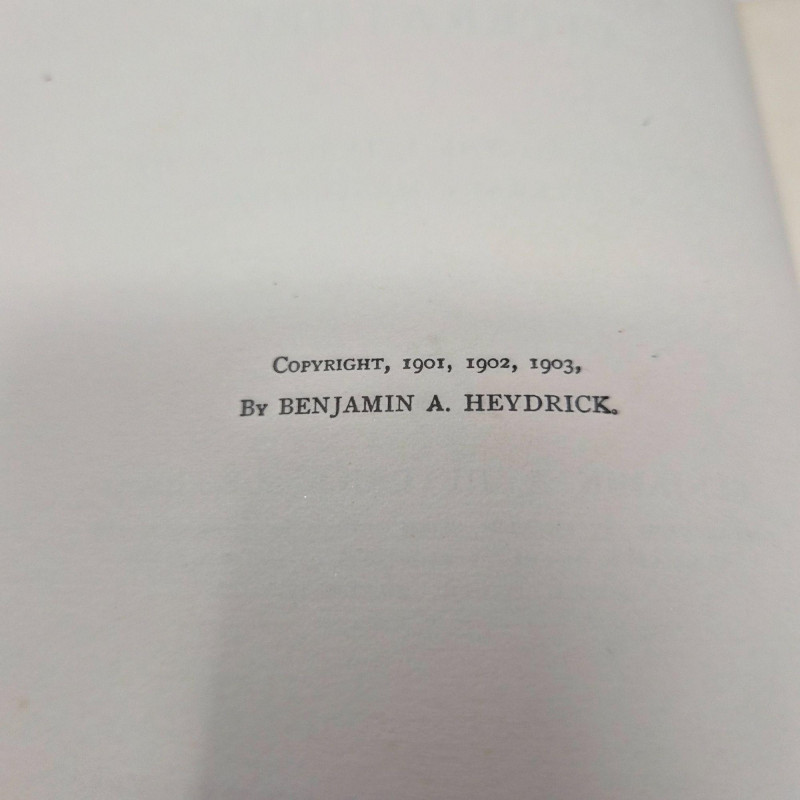 Copyright, 1901, 1902, 1903,
By BENJAMIN A. HEYDRICK.